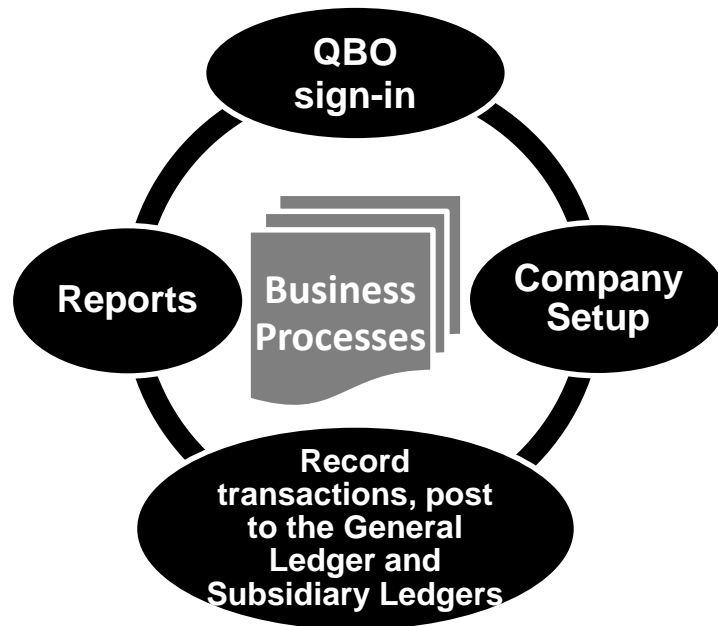 QBO
sign-in
Reports
Business
Processes
Company
Setup
Record
transactions, post
to the General
Ledger and
Subsidiary Ledgers